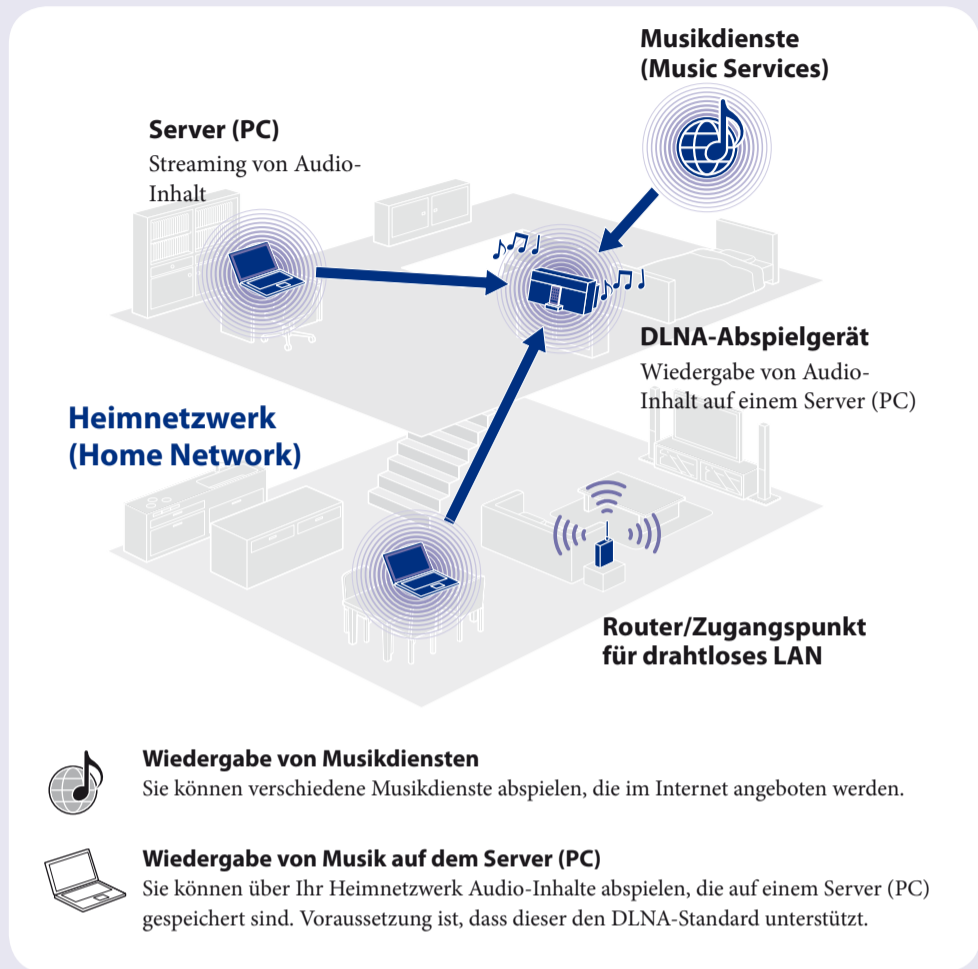 Musikdienste
(Music Services)
Server (PC)
Streaming von Audio-
Inhalt
DLNA-Abspielgerät
Wiedergabe von Audio-
Inhalt auf einem Server (PC)
Heimnetzwerk
(Home Network)
Router/Zugangspunkt
für drahtloses LAN
Wiedergabe von Musikdiensten
Sie können verschiedene Musikdienste abspielen, die im Internet angeboten werden.
Wiedergabe von Musik auf dem Server (PC)
Sie können über Ihr Heimnetzwerk Audio-Inhalte abspielen, die auf einem Server (PC)
gespeichert sind. Voraussetzung ist, dass dieser den DLNA-Standard unterstützt.